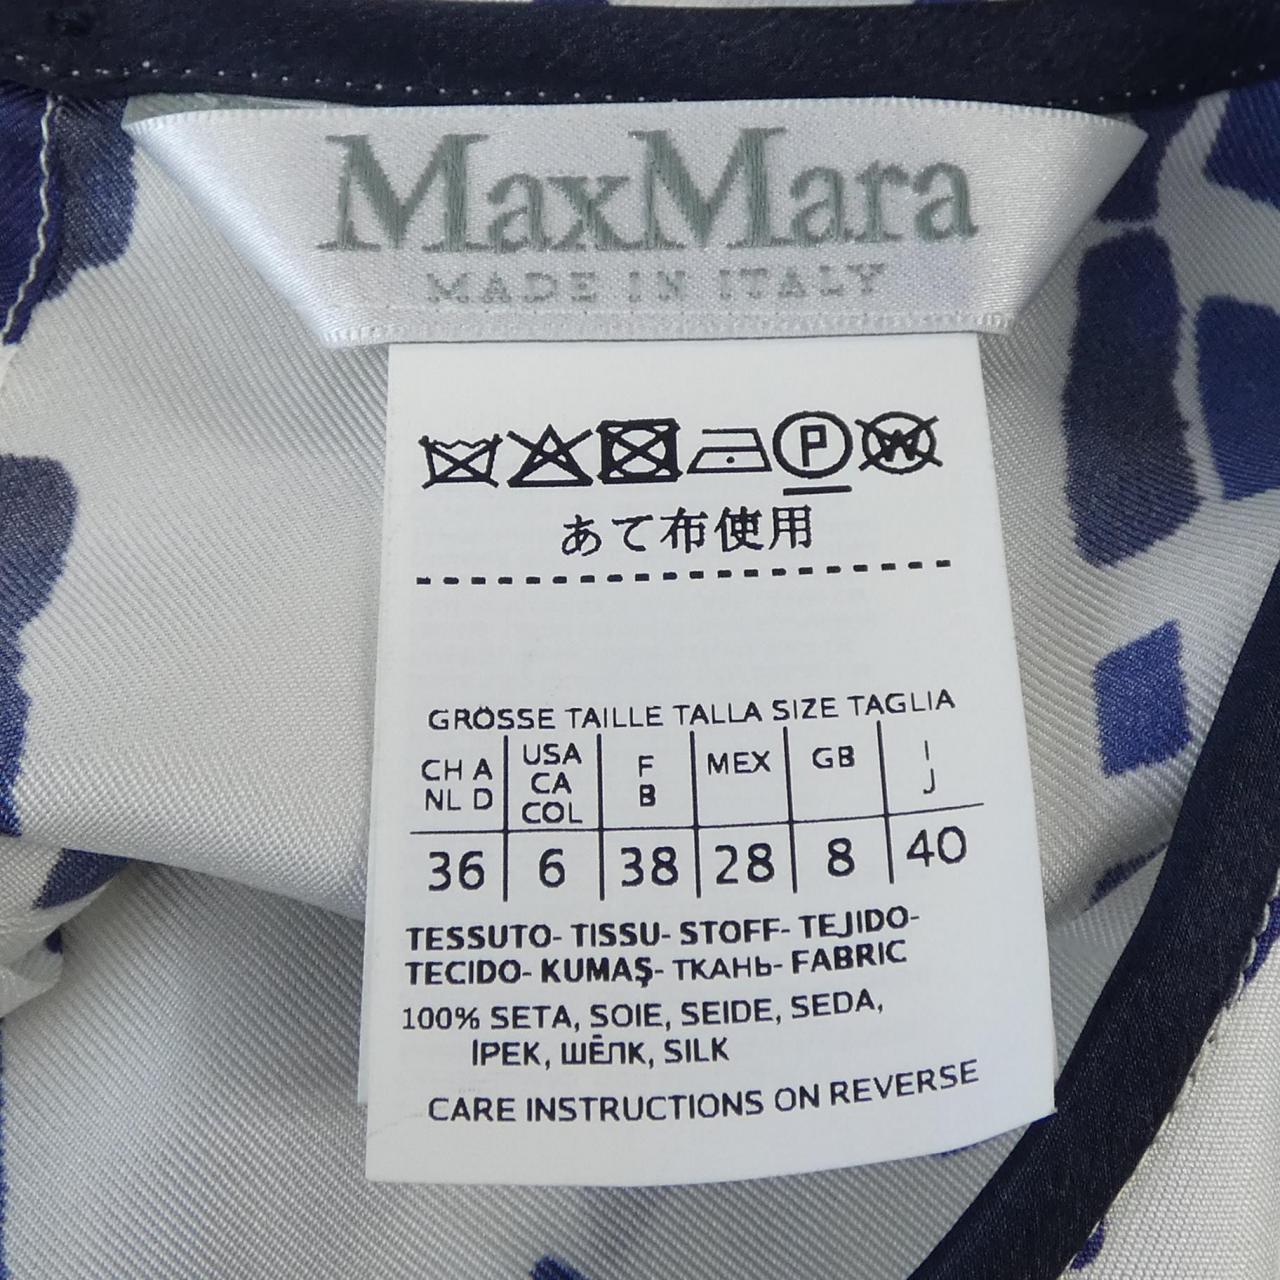 MaxMara
MADE IN ITALY
P W
あて布使用
GRÖSSE TAILLE TALLA SIZE TAGLIA
CH A NL D
USA CA COL
F B
MEX
GB
I J
36 6 38 28 8 40
TESSUTO- TISSU- STOFF- TEJIDO-
TECIDO- KUMAŞ- ТКАНЬ- FABRIC
100% SETA, SOIE, SEIDE, SEDA,
İPEK, ШЁЛК, SILK
CARE INSTRUCTIONS ON REVERSE